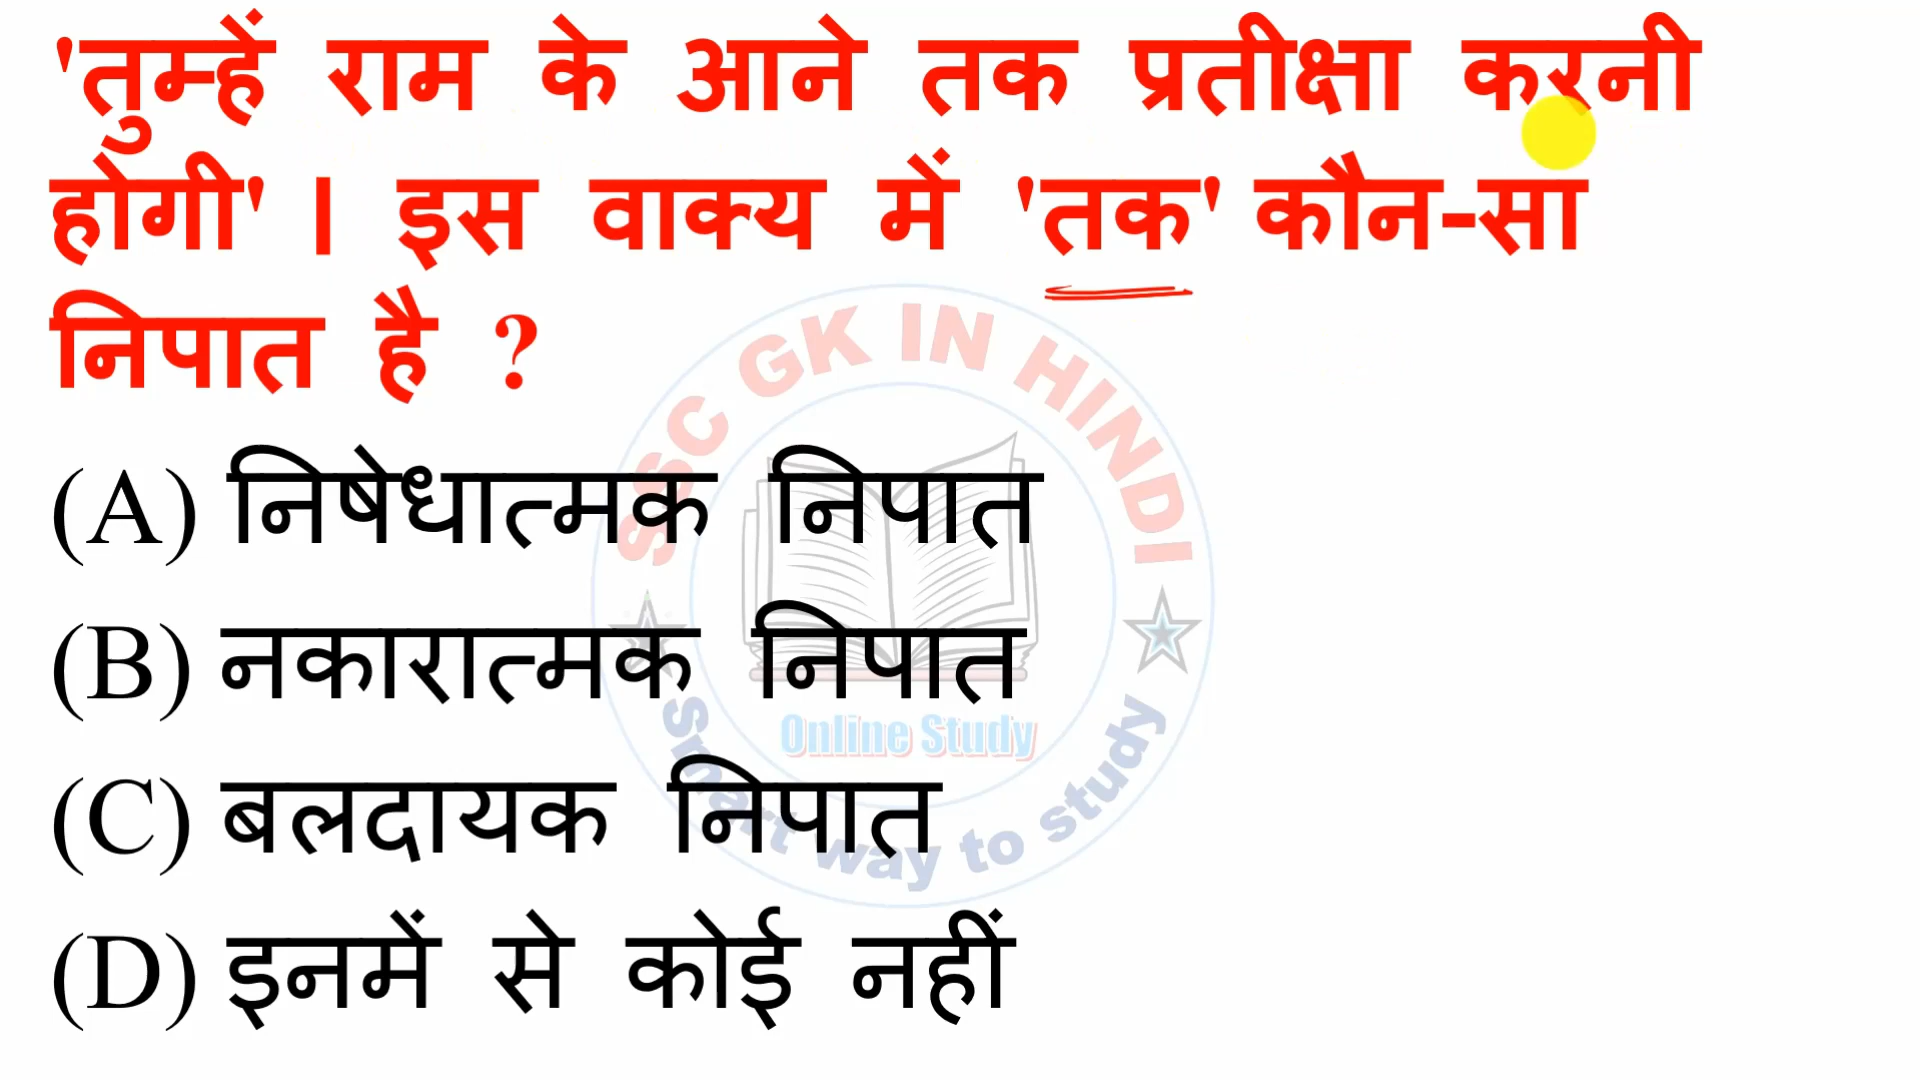 'तुम्हें राम के आने तक प्रतीक्षा करनी
होगी' । इस वाक्य में 'तक' कौन-सा
निपात है ?
SSC GK IN HINDI
(A) निषेधात्मक निपात
(B) नकारात्मक निपात
Online Study
(C) बलदायक निपात
Smart way to study
(D) इनमें से कोई नहीं